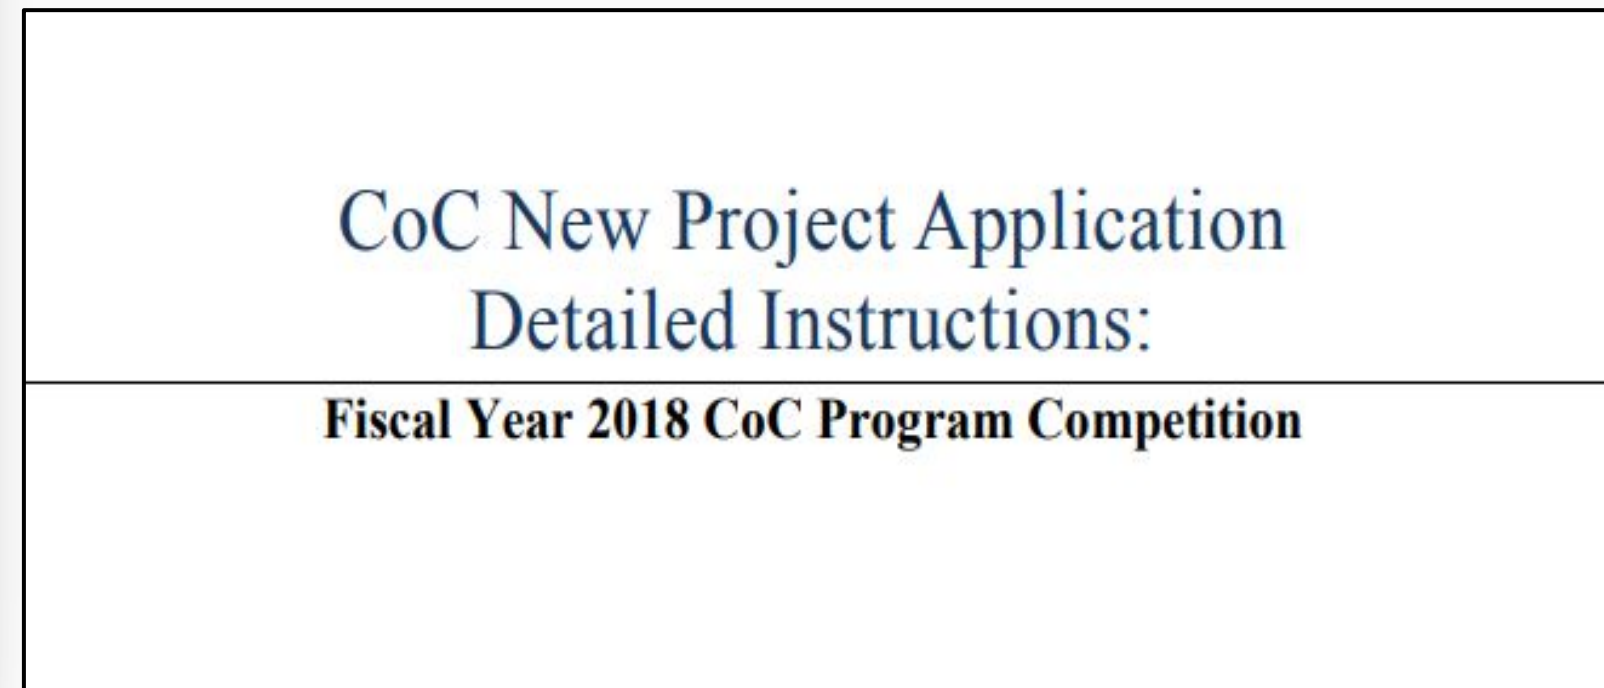 CoC New Project Application
Detailed Instructions:
Fiscal Year 2018 CoC Program Competition